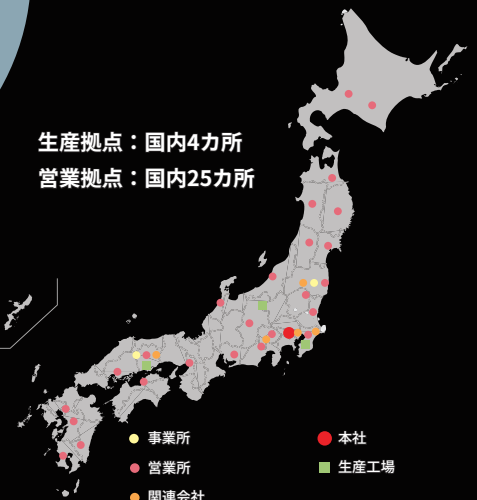 生産拠点：国内4カ所
営業拠点：国内25カ所
事業所
本社
営業所
生産工場
関連会社